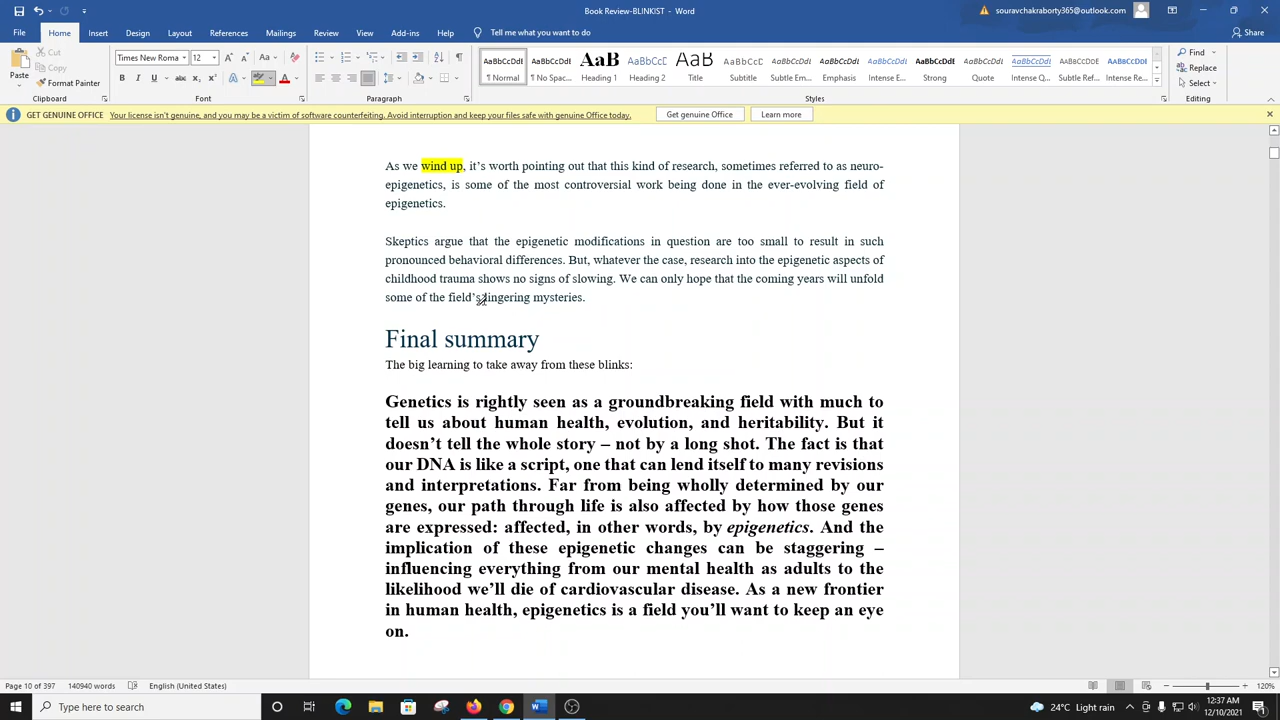 Book Review-BLINKIST - Word (Product Activation Failed)
souravchakraborty365@outlook.com
File Home Insert Draw Design Layout References Mailings Review View Add-ins Help Tell me what you want to do Share
Paste Cut
Copy
Format Painter
Clipboard
Times New Roma 12
Font
Paragraph
AaBbCcDdE AaBbCcDdE AaB AaBbCcD AaB AaBbCcD AaBbCcDdE AaBbCcDdE AaBbCcDdE AaBbCcDdE AaBbCcDdE AaBbCcDdE AABBCCDDE AABBCCDDE
¶ Normal ¶ No Spac... Heading 1 Heading 2 Title Subtitle Subtle Em... Emphasis Intense E... Strong Quote Intense Q... Subtle Ref... Intense Re...
Styles
Find
Replace
Select
Editing
GET GENUINE OFFICE Your license isn't genuine, and you may be a victim of software counterfeiting. Avoid interruption and keep your files safe with genuine Office today. Get genuine Office Learn more
As we wind up, it’s worth pointing out that this kind of research, sometimes referred to as neuro-
epigenetics, is some of the most controversial work being done in the ever-evolving field of
epigenetics.
Skeptics argue that the epigenetic modifications in question are too small to result in such
pronounced behavioral differences. But, whatever the case, research into the epigenetic aspects of
childhood trauma shows no signs of slowing. We can only hope that the coming years will unfold
some of the field’s lingering mysteries.
Final summary
The big learning to take away from these blinks:
Genetics is rightly seen as a groundbreaking field with much to
tell us about human health, evolution, and heritability. But it
doesn’t tell the whole story – not by a long shot. The fact is that
our DNA is like a script, one that can lend itself to many revisions
and interpretations. Far from being wholly determined by our
genes, our path through life is also affected by how those genes
are expressed: affected, in other words, by epigenetics. And the
implication of these epigenetic changes can be staggering –
influencing everything from our mental health as adults to the
likelihood we’ll die of cardiovascular disease. As a new frontier
in human health, epigenetics is a field you’ll want to keep an eye
on.
Page 10 of 397 140940 words English (United States) 120%
Type here to search
24°C Light rain
ENG
12:37 AM
12/10/2021